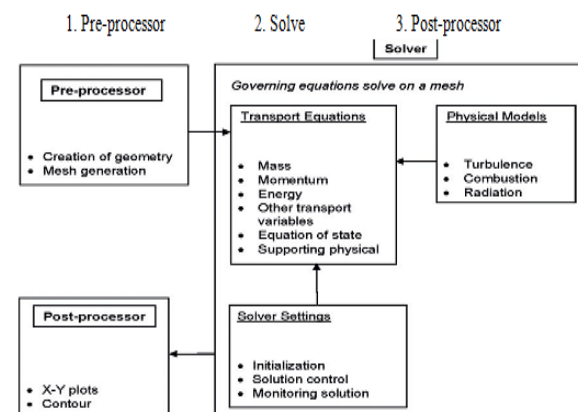 1. Pre-processor 2. Solve 3. Post-processor
Solver
Pre-processor
• Creation of geometry
• Mesh generation
Governing equations solve on a mesh
Transport Equations
• Mass
• Momentum
• Energy
• Other transport
variables
• Equation of state
• Supporting physical
Physical Models
• Turbulence
• Combustion
• Radiation
Solver Settings
• Initialization
• Solution control
• Monitoring solution
Post-processor
• X-Y plots
• Contour